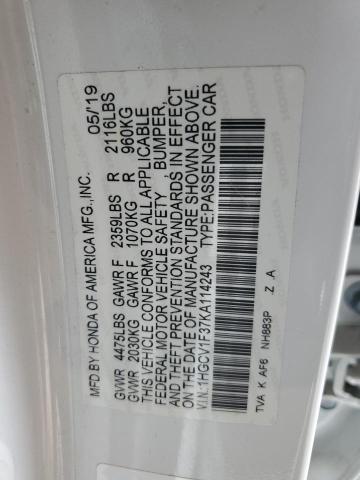 MFD BY HONDA OF AMERICA MFG.,INC. 05/19
GVWR 4475LBS GAWR F 2359LBS R 2116LBS
GVWR 2030KG GAWR F 1070KG R 960KG
THIS VEHICLE CONFORMS TO ALL APPLICABLE
FEDERAL MOTOR VEHICLE SAFETY, BUMPER,
AND THEFT PREVENTION STANDARDS IN EFFECT
ON THE DATE OF MANUFACTURE SHOWN ABOVE.
V.I.N.:1HGCV1F37KA114243 TYPE:PASSENGER CAR
TVA K AF6 NH883P Z A